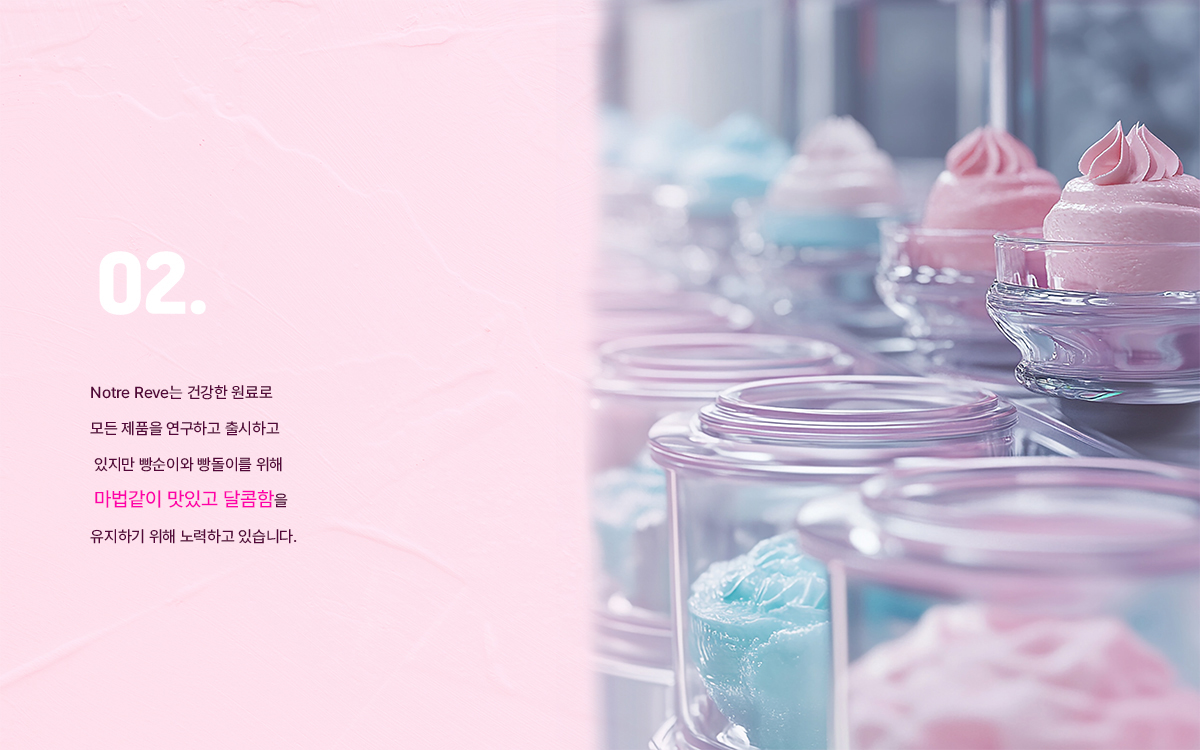 02.
Notre Reve는 건강한 원료로
모든 제품을 연구하고 출시하고
있지만 빵순이와 빵돌이를 위해
마법같이 맛있고 달콤함을
유지하기 위해 노력하고 있습니다.